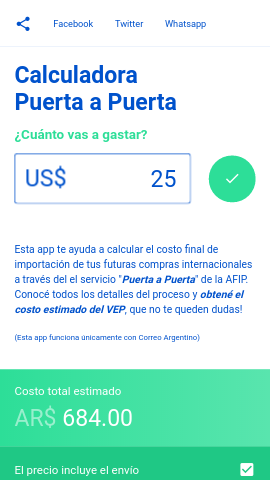 Facebook Twitter Whatsapp
Calculadora
Puerta a Puerta
¿Cuánto vas a gastar?
US$ 25
Esta app te ayuda a calcular el costo final de
importación de tus futuras compras internacionales
a través del el servicio "Puerta a Puerta" de la AFIP.
Conocé todos los detalles del proceso y obtené el
costo estimado del VEP, que no te queden dudas!
(Esta app funciona únicamente con Correo Argentino)
Costo total estimado
AR$ 684.00
El precio incluye el envío